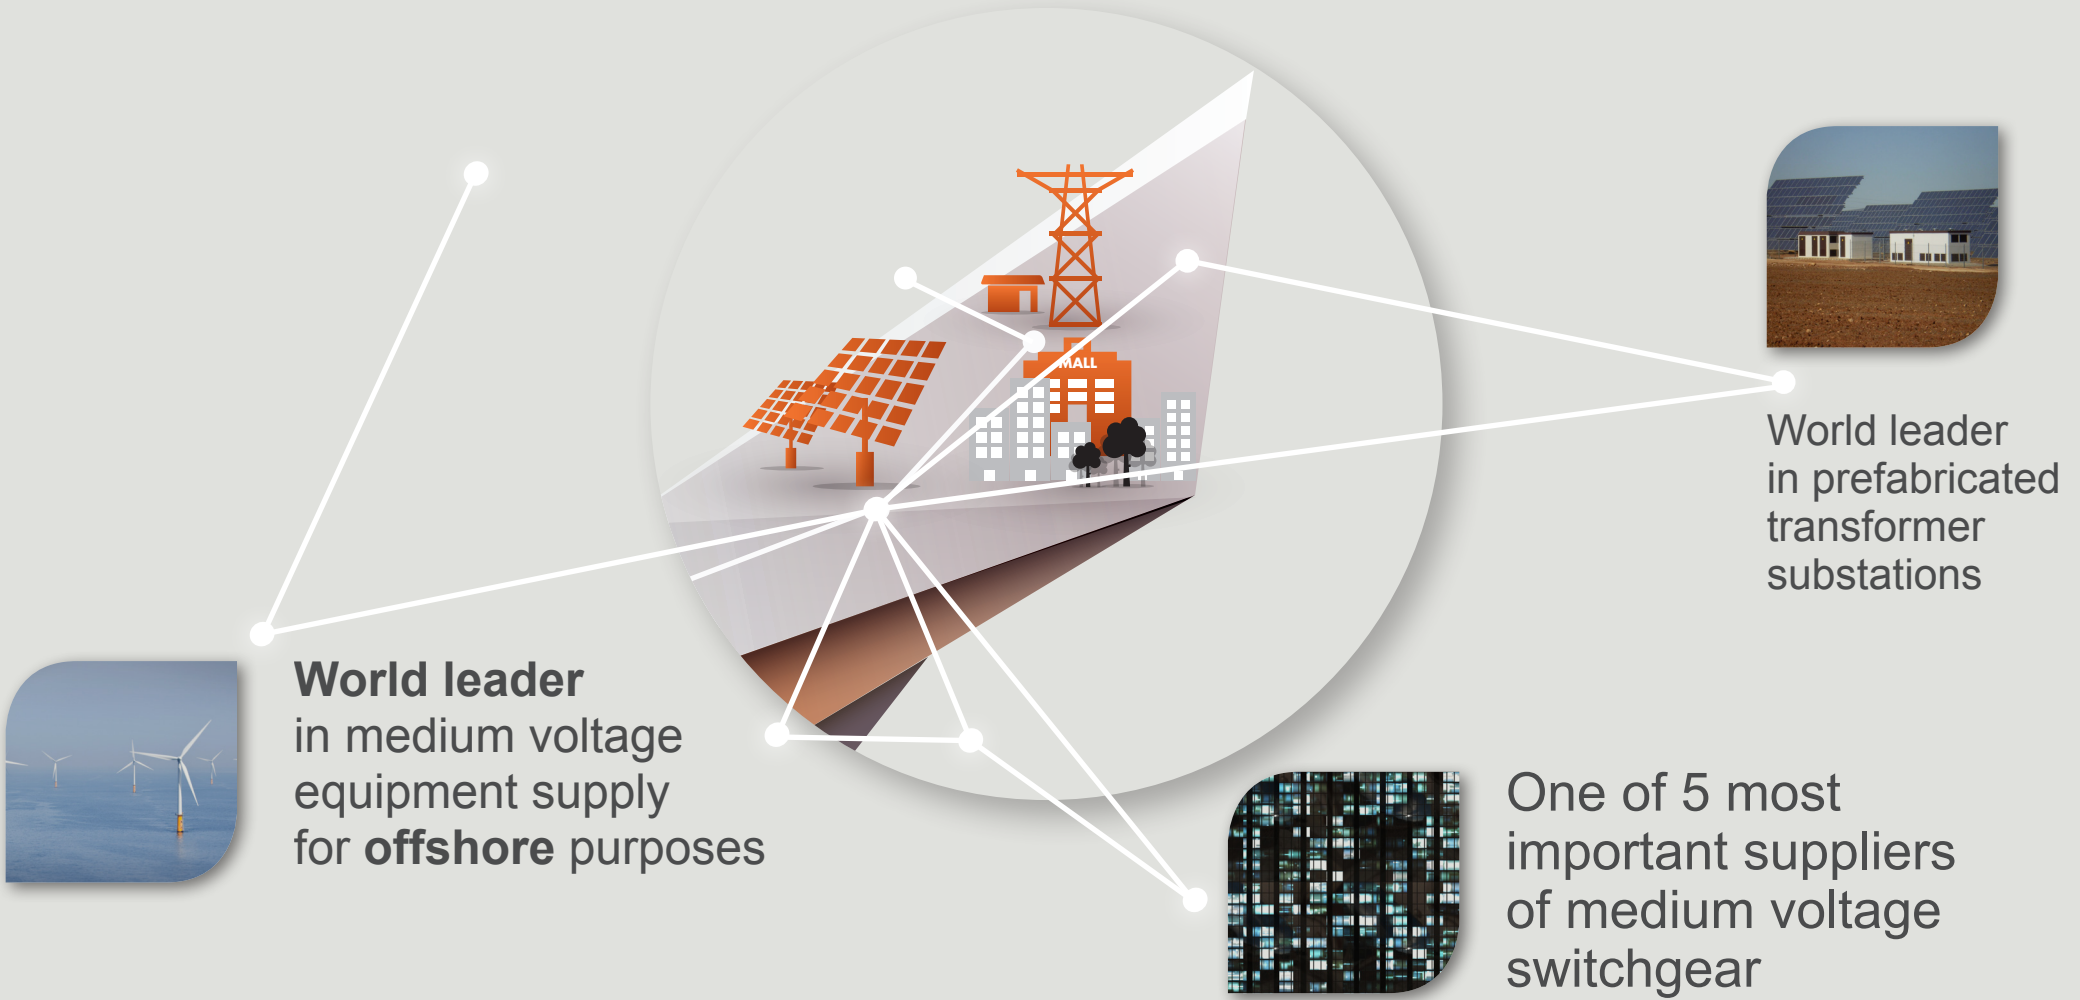 MALL
World leader
in prefabricated
transformer
substations
World leader
in medium voltage
equipment supply
for offshore purposes
One of 5 most
important suppliers
of medium voltage
switchgear